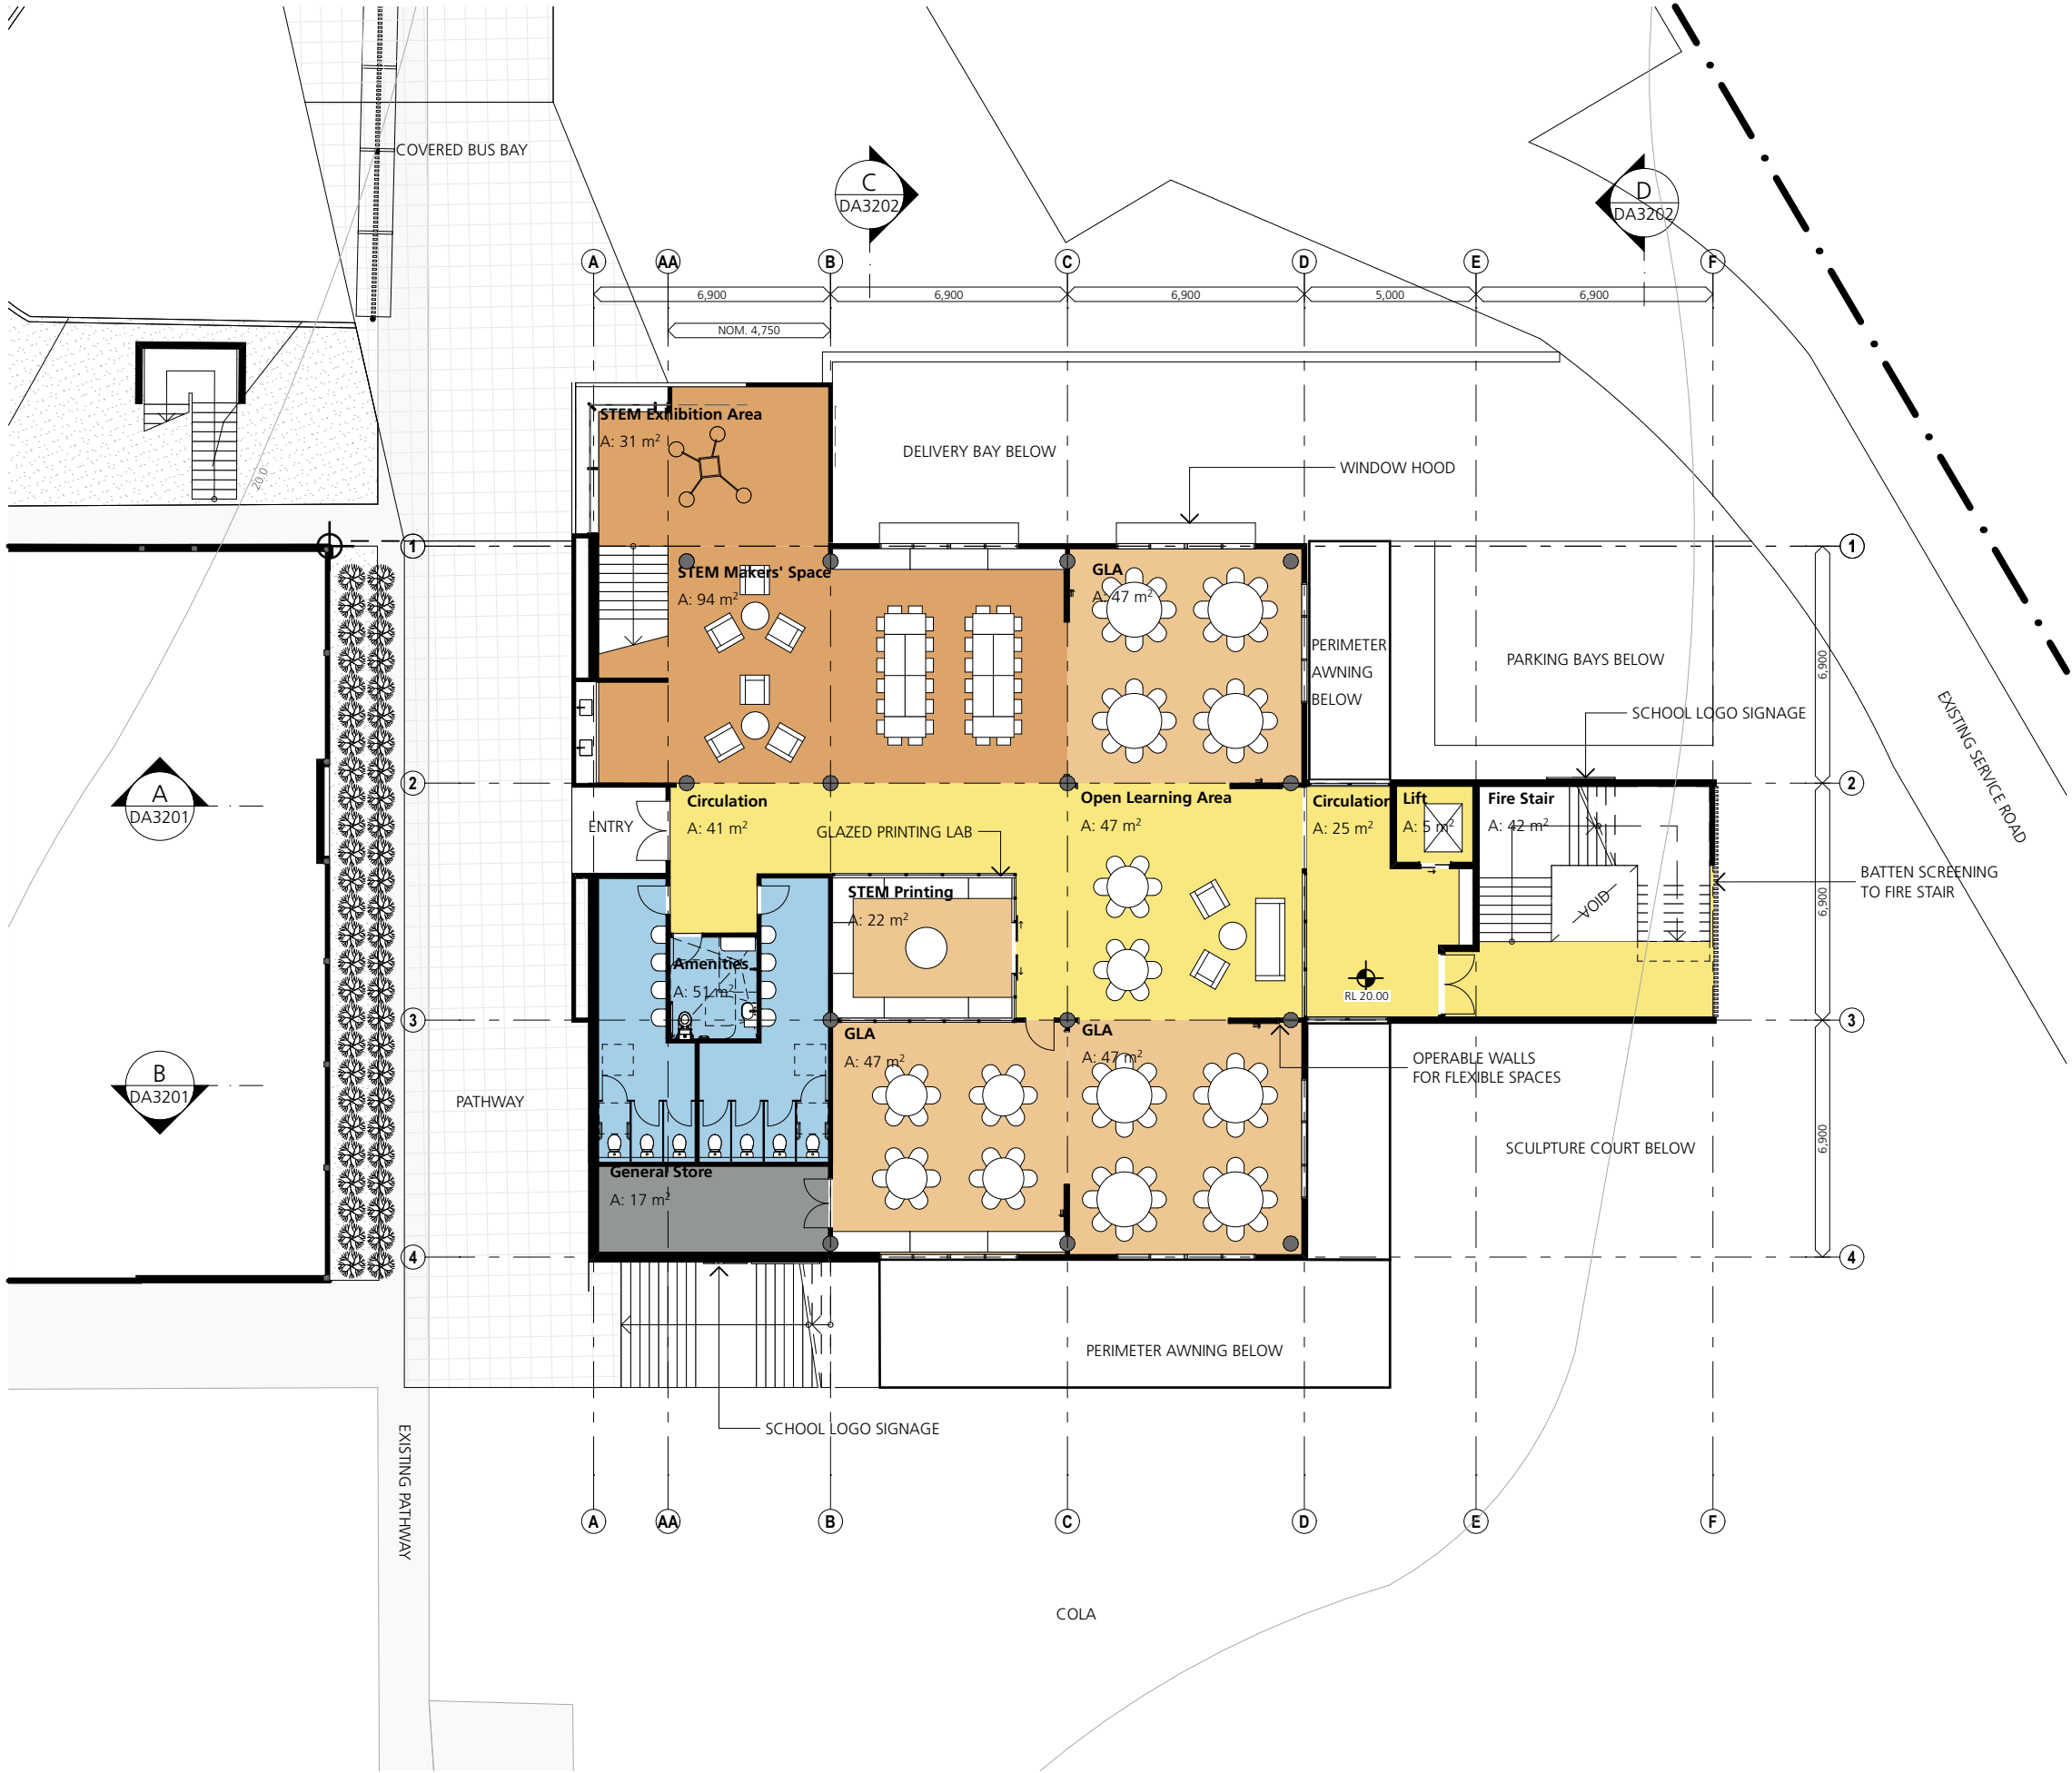 COVERED BUS BAY
C
DA3202
D
DA3202
A
AA
B
C
D
E
F
6,900
6,900
6,900
5,000
6,900
NOM. 4,750
STEM Exhibition Area
A: 31 m²
DELIVERY BAY BELOW
WINDOW HOOD
20.0
1
1
STEM Makers' Space
A: 94 m²
GLA
A: 47 m²
PERIMETER
AWNING
BELOW
PARKING BAYS BELOW
6,900
SCHOOL LOGO SIGNAGE
EXISTING SERVICE ROAD
A
DA3201
2
2
ENTRY
Circulation
A: 41 m²
GLAZED PRINTING LAB
Open Learning Area
A: 47 m²
Circulation
A: 25 m²
Lift
A: 5 m²
Fire Stair
A: 42 m²
VOID
BATTEN SCREENING
TO FIRE STAIR
6,900
STEM Printing
A: 22 m²
Amenities
A: 51 m²
RL 20.00
3
3
GLA
A: 47 m²
GLA
A: 47 m²
OPERABLE WALLS
FOR FLEXIBLE SPACES
B
DA3201
PATHWAY
SCULPTURE COURT BELOW
6,900
General Store
A: 17 m²
4
4
PERIMETER AWNING BELOW
SCHOOL LOGO SIGNAGE
EXISTING PATHWAY
A
AA
B
C
D
E
F
COLA